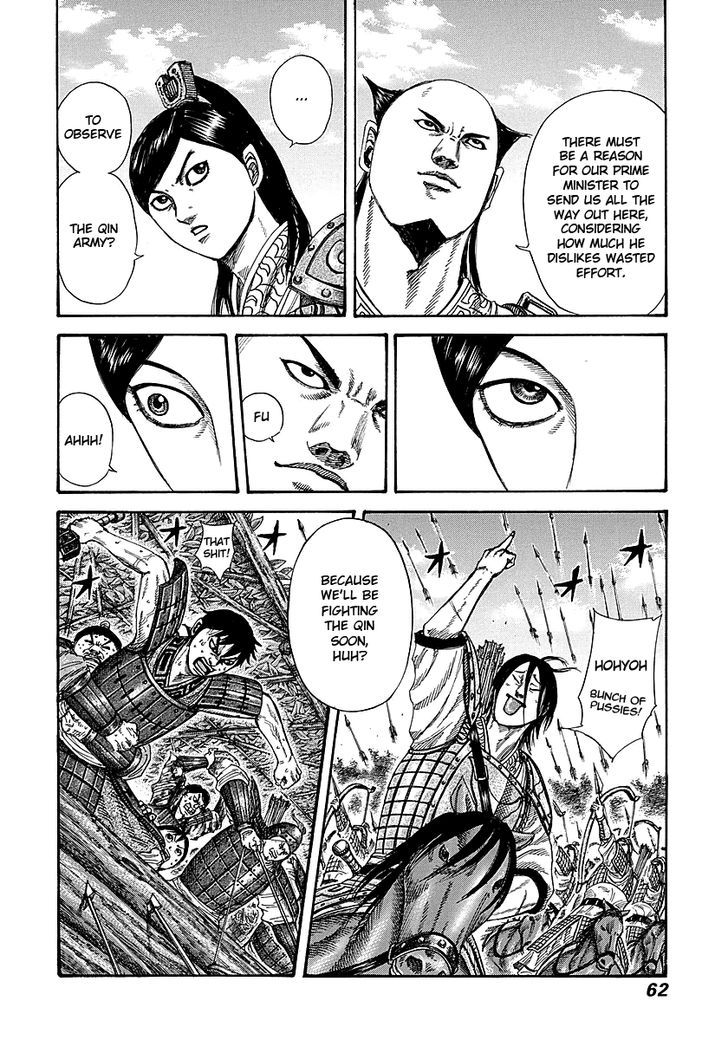 THERE MUST
BE A REASON
FOR OUR PRIME
MINISTER TO
SEND US ALL
THE WAY OUT
HERE,
CONSIDERING
HOW MUCH HE
DISLIKES WASTED
EFFORT.
...
TO
OBSERVE
THE QIN
ARMY?
FU
AHHH!
HOHYOH
BUNCH OF
PUSSIES!
BECAUSE
WE'LL BE
FIGHTING
THE QIN
SOON,
HUH?
THAT
SHIT!
62